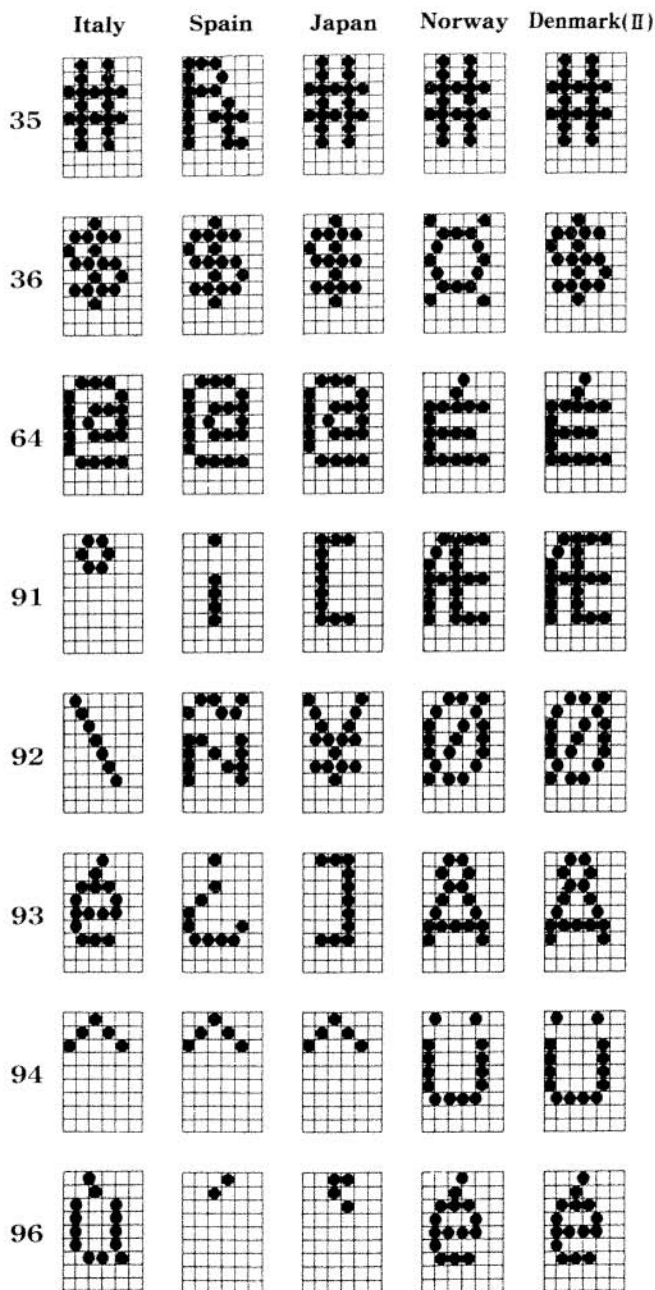 Italy Spain Japan Norway Denmark(II)
35 # ₧ # # #
36 $ $ $ ¤ $
64 @ @ @ É É
91 ° ¡ [ Æ Æ
92 \ Ñ ¥ Ø Ø
93 é ¿ ] Å Å
94 ^ ^ ^ Ü Ü
96 ù ´ ` é é